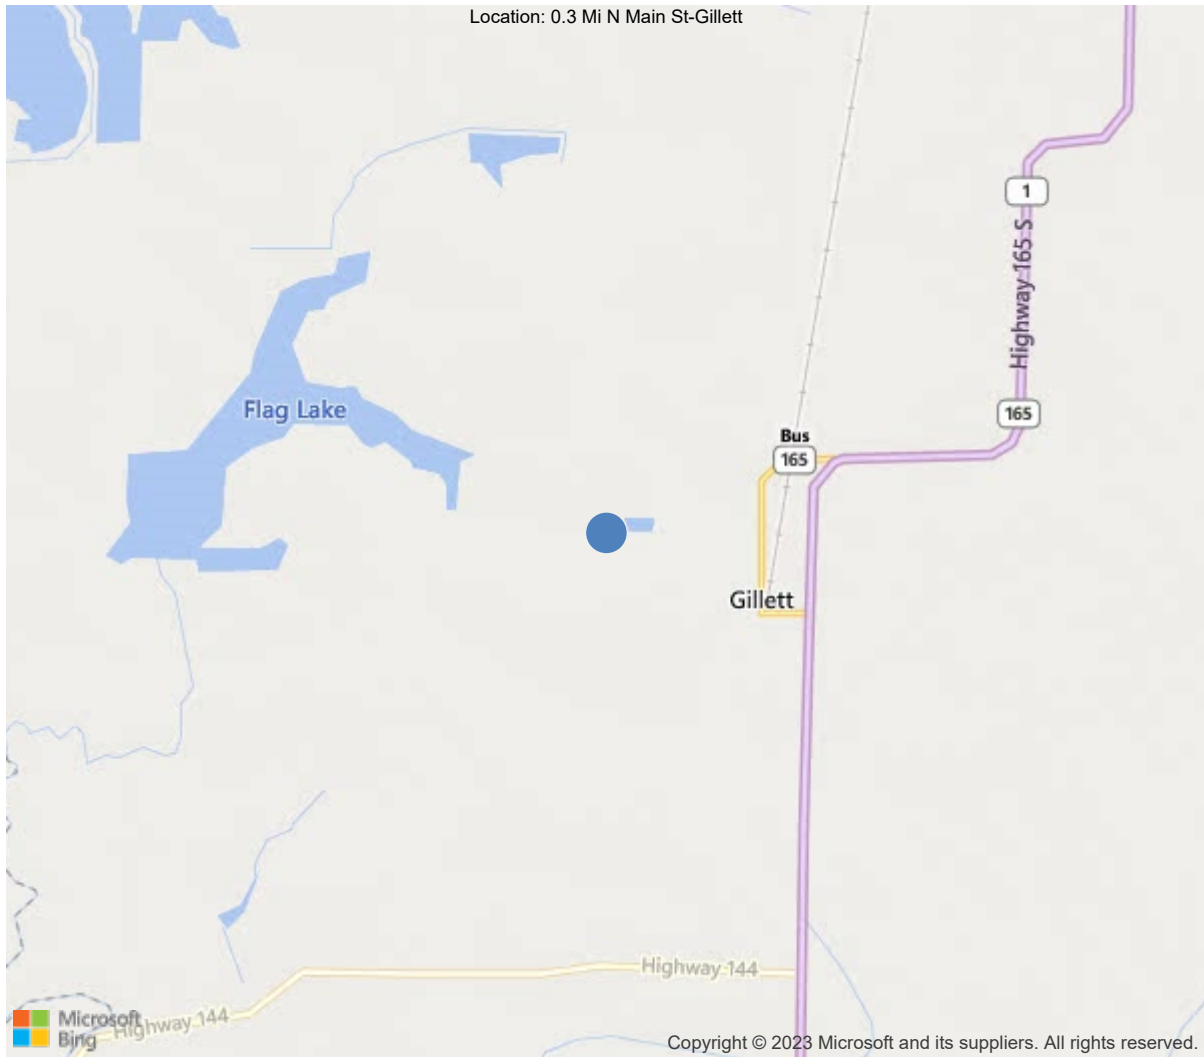 Location: 0.3 Mi N Main St-Gillett
1
Highway 165 S
165
Flag Lake
Bus
165
Gillett
Highway 144
Highway 144
Microsoft
Bing
Copyright © 2023 Microsoft and its suppliers. All rights reserved.